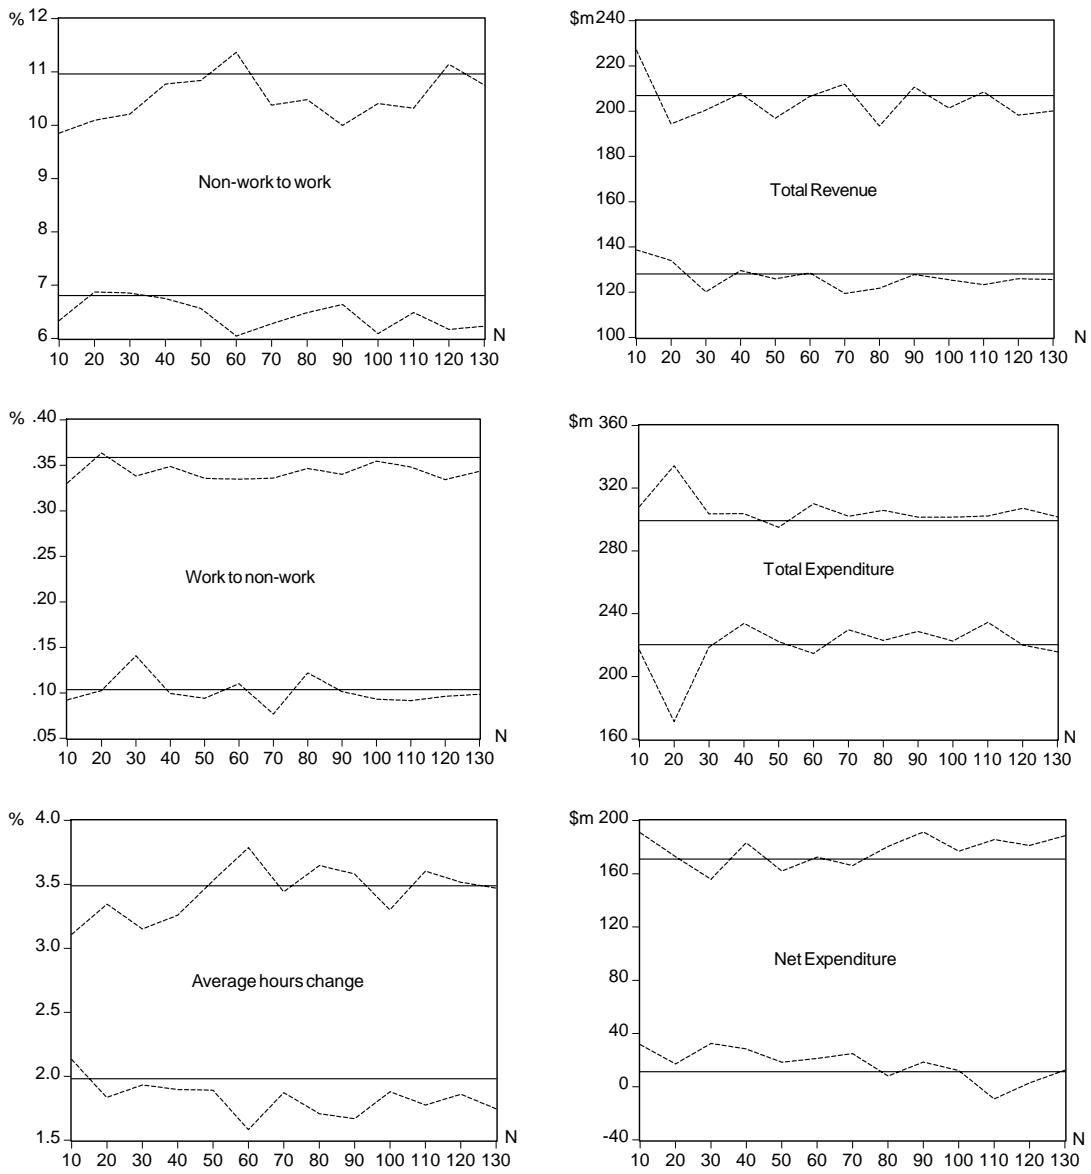 % 12
11
10
9
8
7
6
Non-work to work
10 20 30 40 50 60 70 80 90 100 110 120 130 N
$m 240
220
200
180
160
140
120
100
Total Revenue
10 20 30 40 50 60 70 80 90 100 110 120 130 N
% .40
.35
.30
.25
.20
.15
.10
.05
Work to non-work
10 20 30 40 50 60 70 80 90 100 110 120 130 N
$m 360
320
280
240
200
160
Total Expenditure
10 20 30 40 50 60 70 80 90 100 110 120 130 N
% 4.0
3.5
3.0
2.5
2.0
1.5
Average hours change
10 20 30 40 50 60 70 80 90 100 110 120 130 N
$m 200
160
120
80
40
0
-40
Net Expenditure
10 20 30 40 50 60 70 80 90 100 110 120 130 N